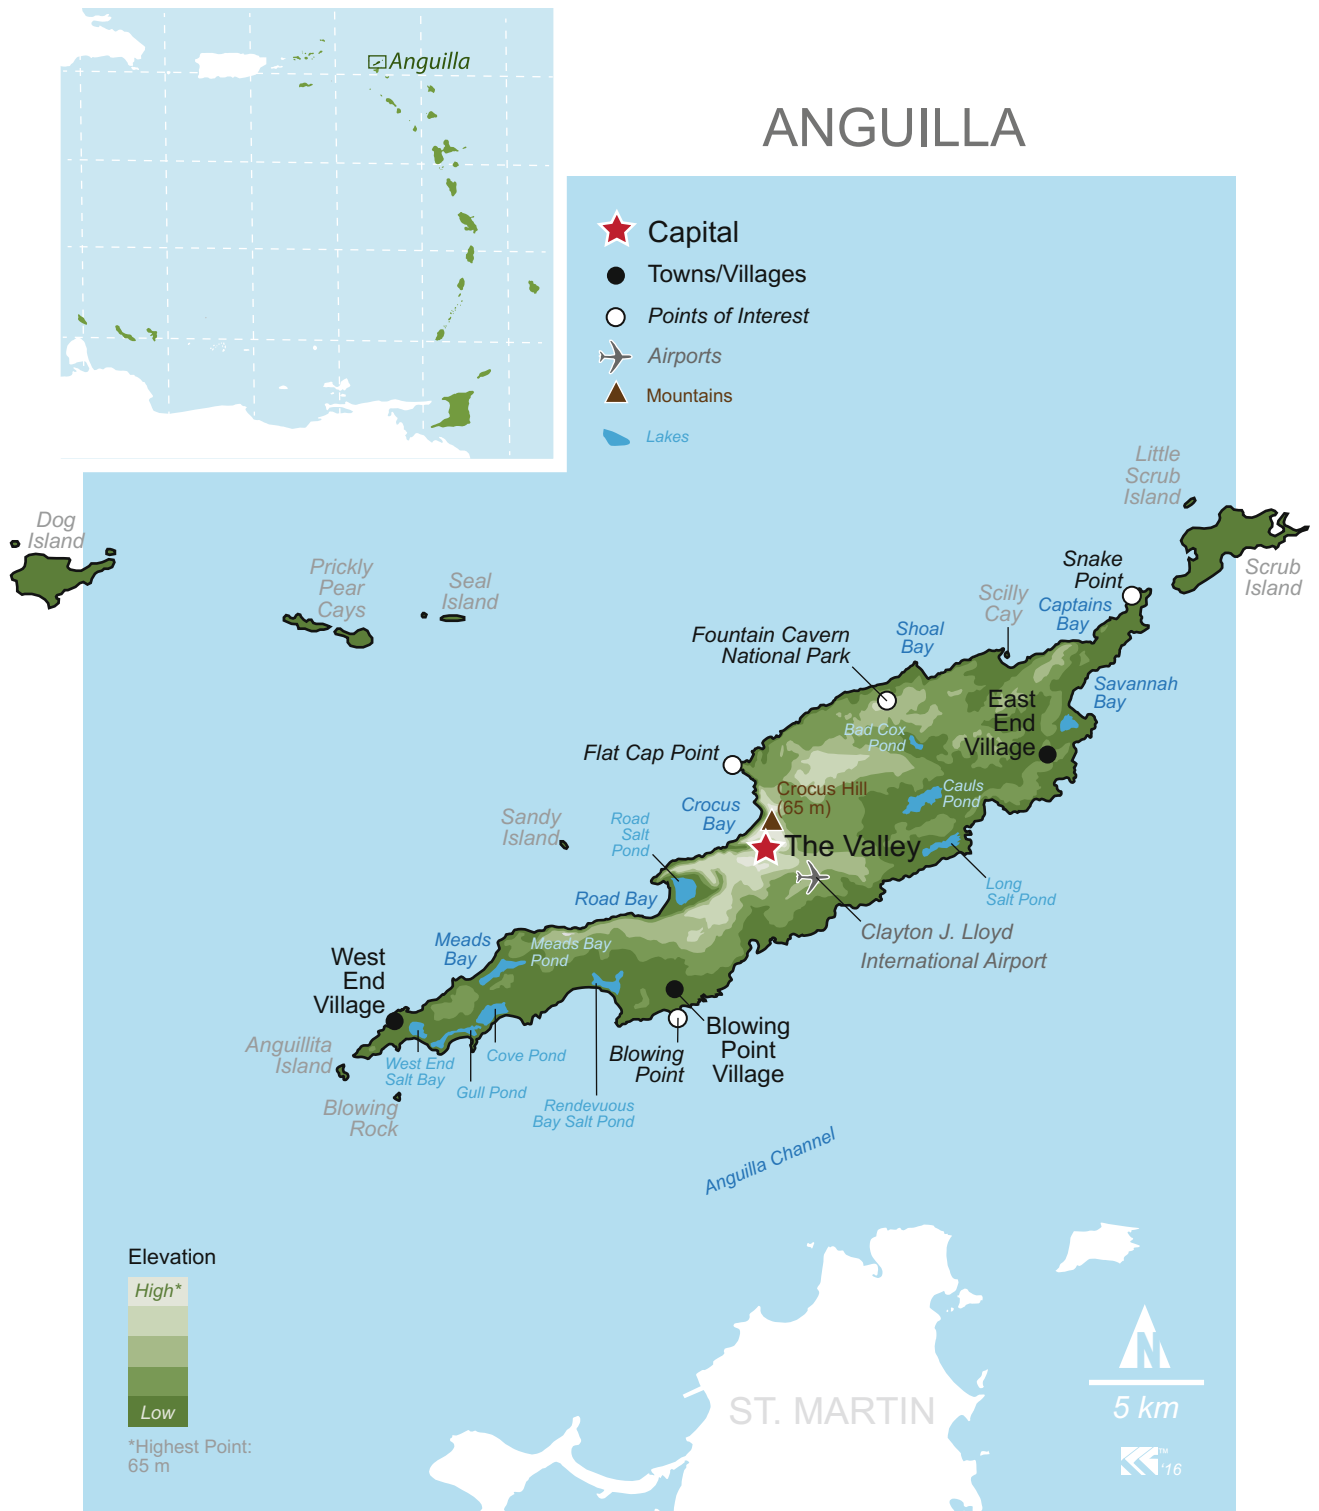 Anguilla
ANGUILLA
Capital
Towns/Villages
Points of Interest
Airports
Mountains
Lakes
Little
Scrub
Island
Dog
Island
Prickly
Pear
Cays
Seal
Island
Snake
Point
Scrub
Island
Scilly
Cay
Captains
Bay
Shoal
Bay
Fountain Cavern
National Park
Savannah
Bay
East
End
Village
Bad Cox
Pond
Flat Cap Point
Crocus Hill
(65 m)
Cauls
Pond
Crocus
Bay
Sandy
Island
Road
Salt
Pond
The Valley
Long
Salt Pond
Road Bay
Clayton J. Lloyd
International Airport
Meads
Bay
Meads Bay
Pond
West
End
Village
Anguillita
Island
West End
Salt Bay
Cove Pond
Gull Pond
Blowing
Rock
Rendevuous
Bay Salt Pond
Blowing
Point
Blowing
Point
Village
Anguilla Channel
Elevation
High*
Low
*Highest Point:
65 m
ST. MARTIN
N
5 km
TM
'16